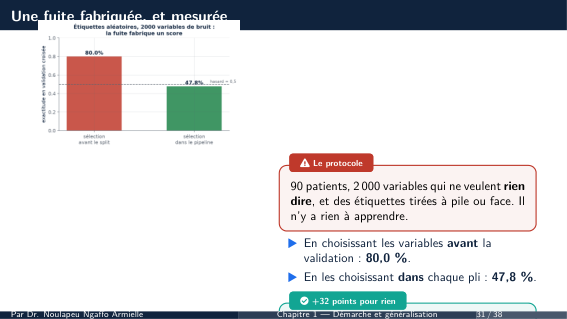 Une fuite fabriquée, et mesurée
Étiquettes aléatoires, 2000 variables de bruit :
la fuite fabrique un score
exactitude en validation croisée
1.0
0.8
0.6
0.4
0.2
0.0
80.0%
47.8%
hasard = 0.5
sélection
avant le split
sélection
dans le pipeline
Le protocole
90 patients, 2 000 variables qui ne veulent rien
dire, et des étiquettes tirées à pile ou face. Il
n'y a rien à apprendre.
En choisissant les variables avant la
validation : 80,0 %.
En les choisissant dans chaque pli : 47,8 %.
+32 points pour rien
Par Dr. Noulapeu Ngaffo Armielle
Chapitre 1 — Démarche et généralisation
31 / 38